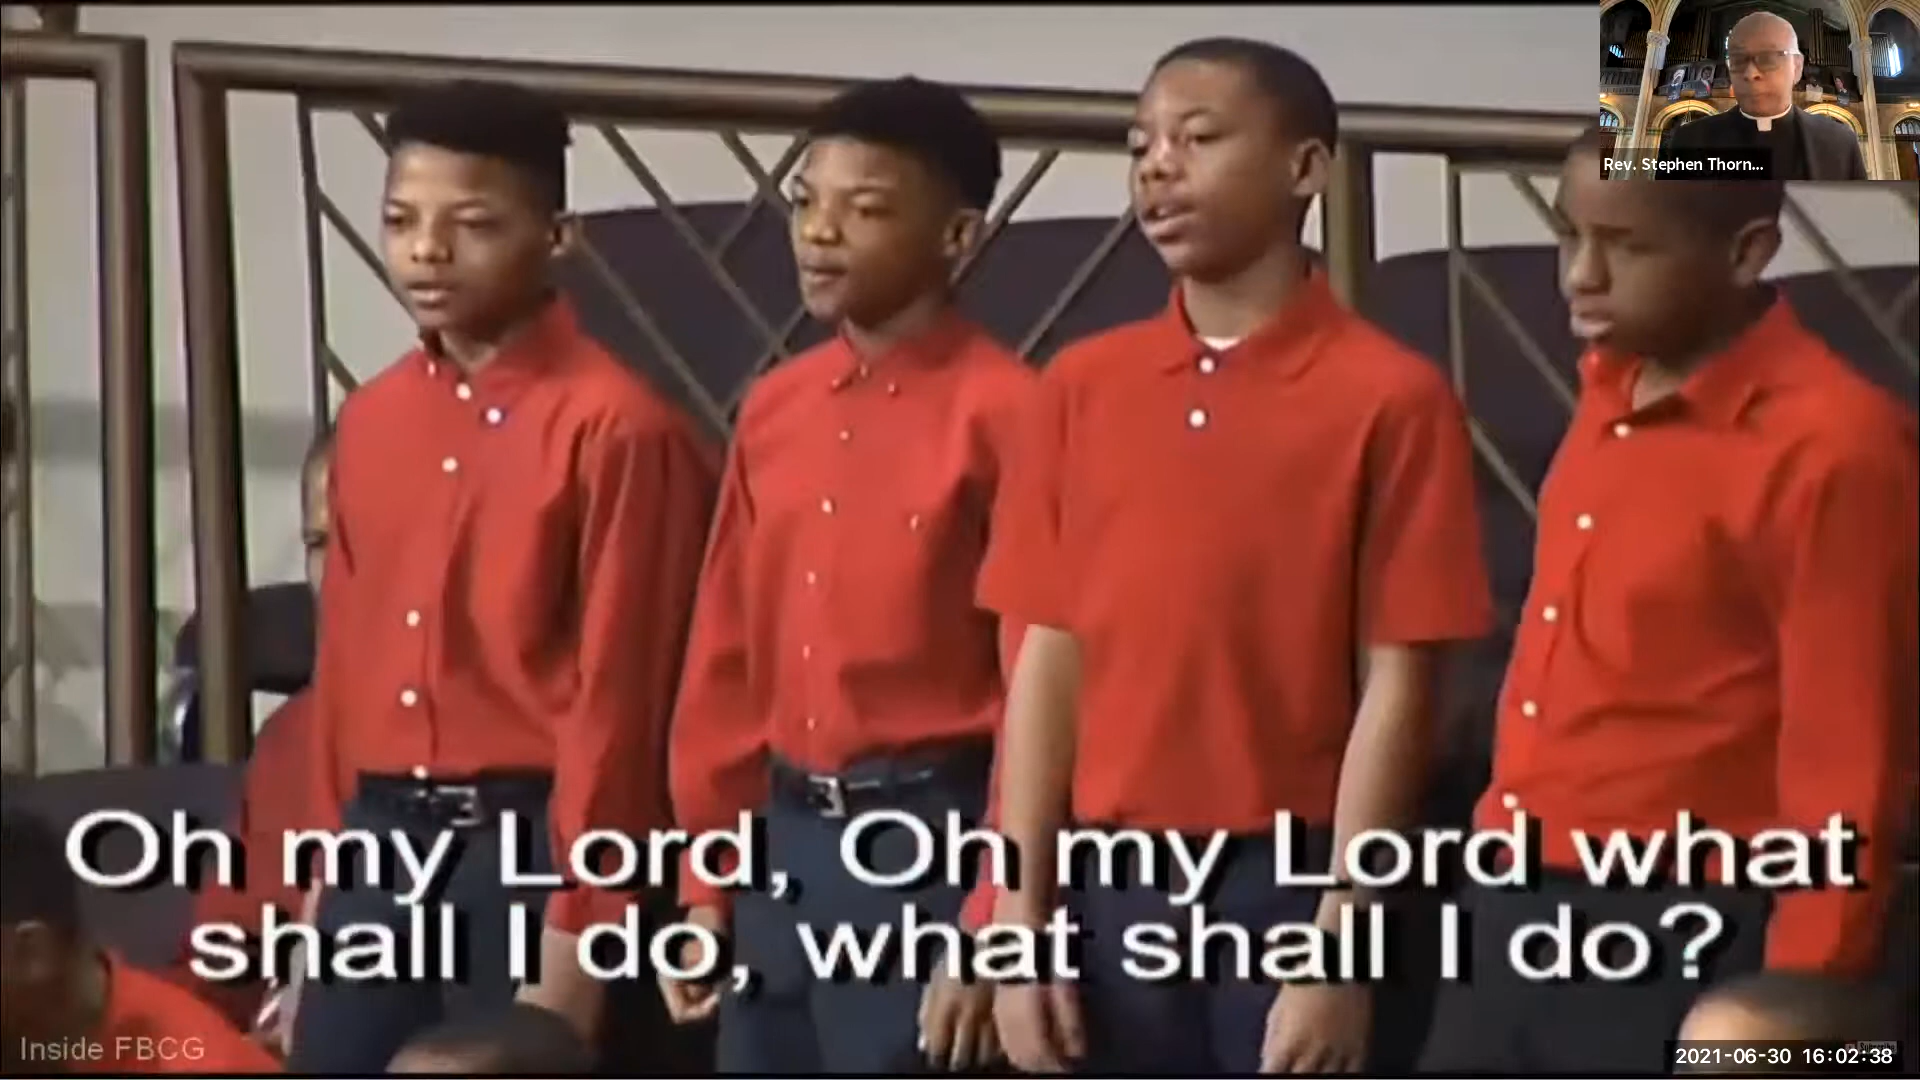 Rev. Stephen Thorn...
Oh my Lord, Oh my Lord what
shall I do, what shall I do?
Inside FBCG
2021-06-30 16:02:38